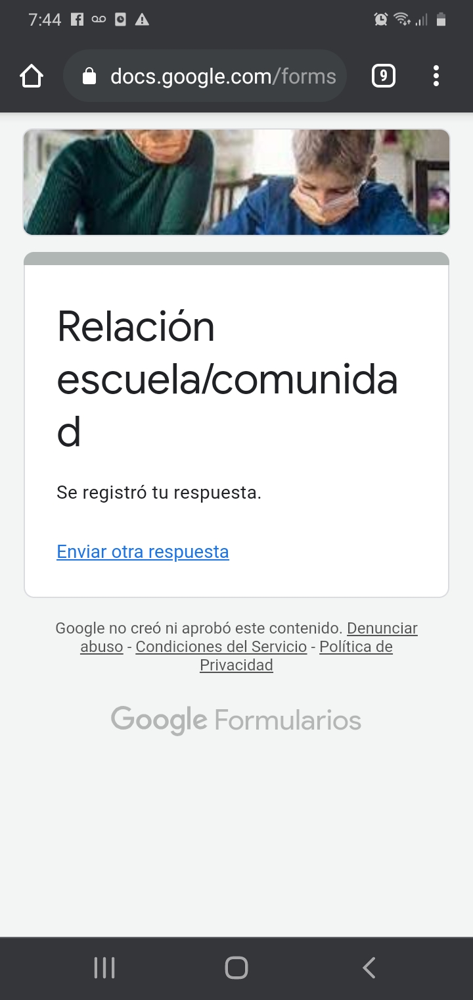 7:44
docs.google.com/forms
9
Relación
escuela/comunida
d
Se registró tu respuesta.
Enviar otra respuesta
Google no creó ni aprobó este contenido. Denunciar
abuso - Condiciones del Servicio - Política de
Privacidad
Google Formularios